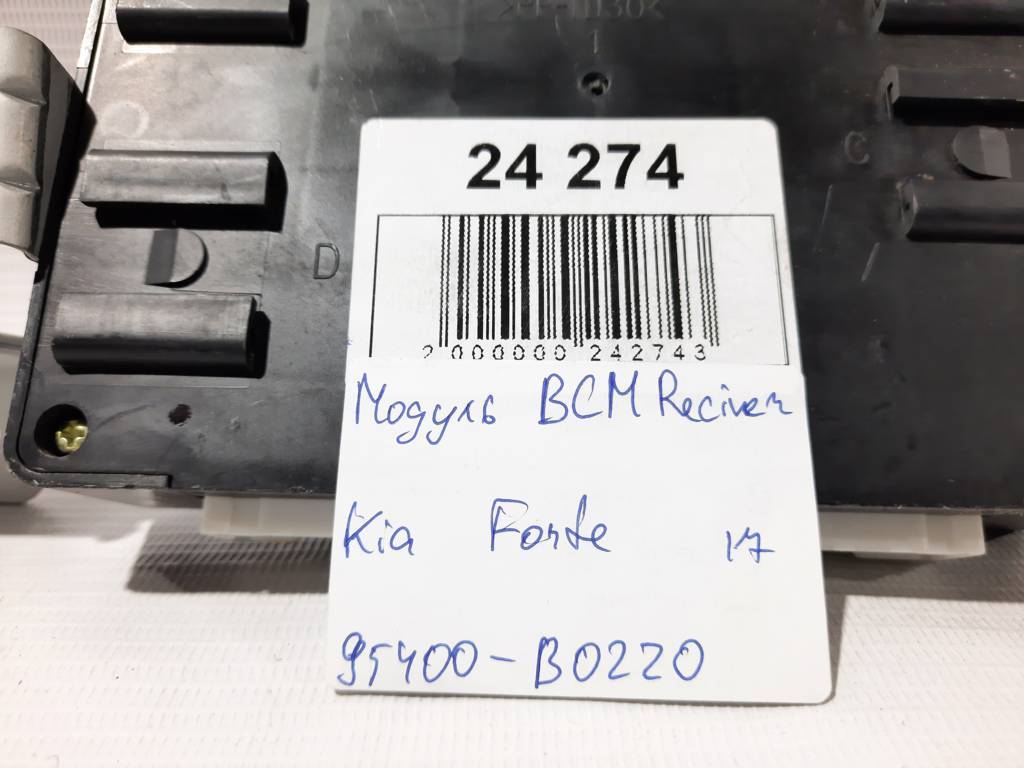 24 274
2 000000 242743
Модуль BCM Reciver
Kia Forte 17
95400-B0220
D
C